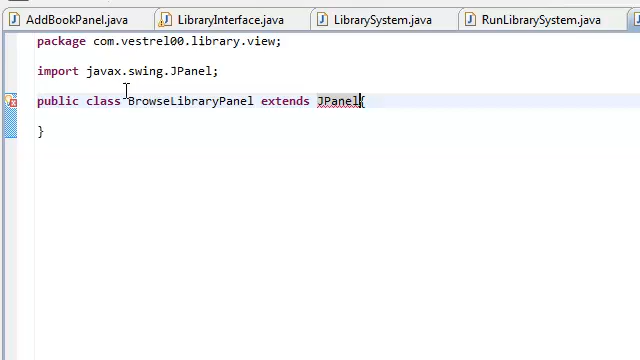 AddBookPanel.java LibraryInterface.java LibrarySystem.java RunLibrarySystem.java
package com.vestrel00.library.view;
import javax.swing.JPanel;
public class BrowseLibraryPanel extends JPanel{
}